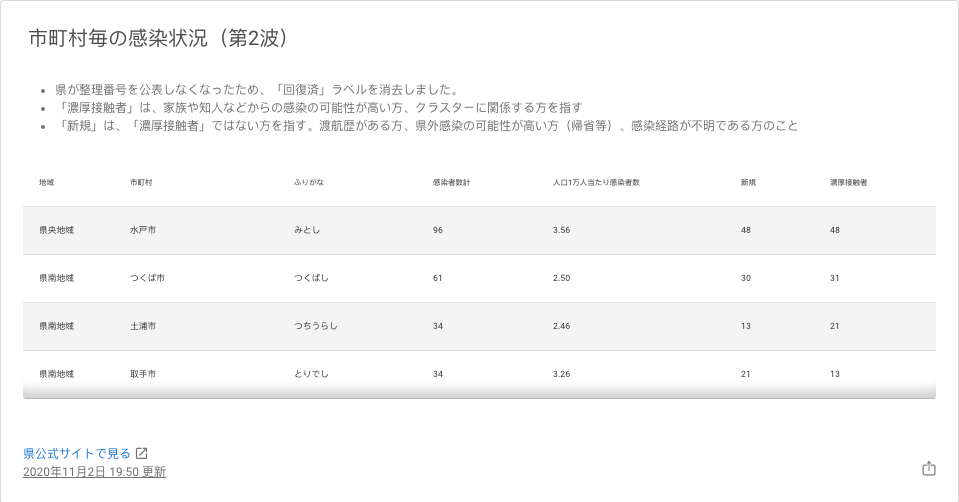 市町村毎の感染状況（第2波）
県が整理番号を公表しなくなったため、「回復済」ラベルを消去しました。
「濃厚接触者」は、家族や知人などからの感染の可能性が高い方、クラスターに関係する方を指す
「新規」は、「濃厚接触者」ではない方を指す。渡航歴がある方、県外感染の可能性が高い方（帰省等）、感染経路が不明である方のこと
地域 市町村 ふりがな 感染者数計 人口1万人当たり感染者数 新規 濃厚接触者
県央地域 水戸市 みとし 96 3.56 48 48
県南地域 つくば市 つくばし 61 2.50 30 31
県南地域 土浦市 つちうらし 34 2.46 13 21
県南地域 取手市 とりでし 34 3.26 21 13
県公式サイトで見る
2020年11月2日 19:50 更新